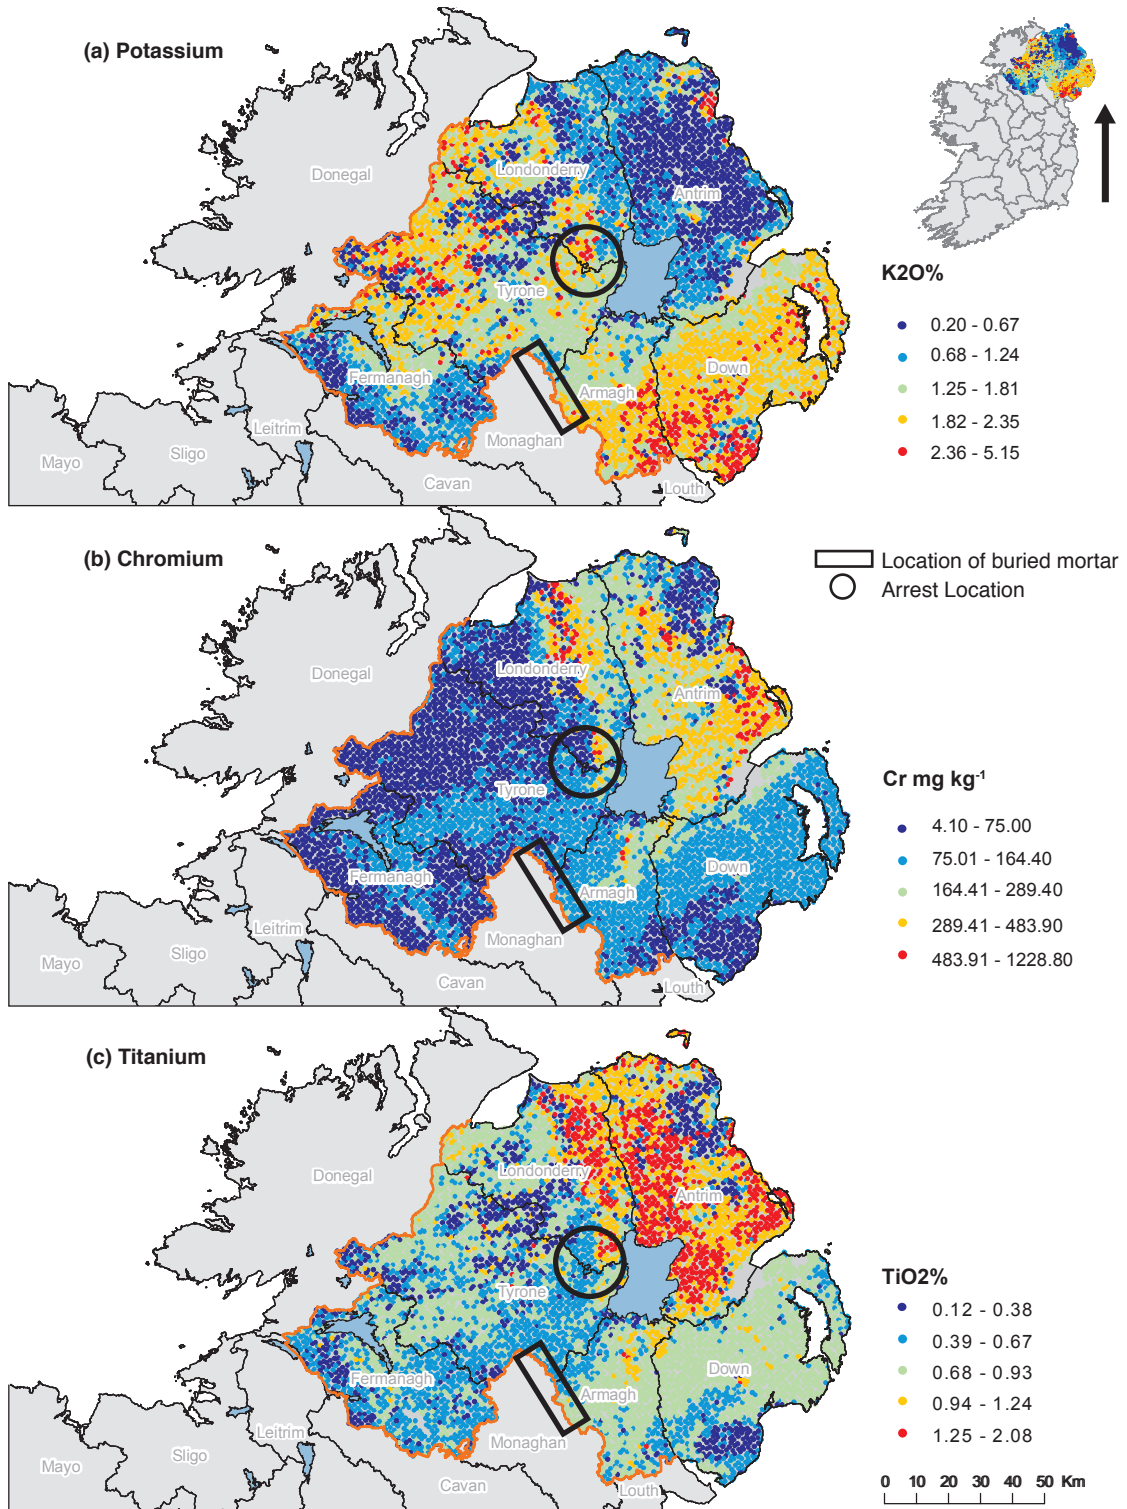 (a) Potassium
Donegal
Londonderry
Antrim
Tyrone
Fermanagh
Down
Armagh
Monaghan
Leitrim
Sligo
Mayo
Cavan
Louth
K2O%
0.20 - 0.67
0.68 - 1.24
1.25 - 1.81
1.82 - 2.35
2.36 - 5.15
(b) Chromium
Location of buried mortar
Arrest Location
Donegal
Londonderry
Antrim
Tyrone
Fermanagh
Down
Armagh
Monaghan
Leitrim
Sligo
Mayo
Cavan
Louth
Cr mg kg⁻¹
4.10 - 75.00
75.01 - 164.40
164.41 - 289.40
289.41 - 483.90
483.91 - 1228.80
(c) Titanium
Donegal
Londonderry
Antrim
Tyrone
Fermanagh
Down
Armagh
Monaghan
Leitrim
Sligo
Mayo
Cavan
Louth
TiO2%
0.12 - 0.38
0.39 - 0.67
0.68 - 0.93
0.94 - 1.24
1.25 - 2.08
0 10 20 30 40 50 Km